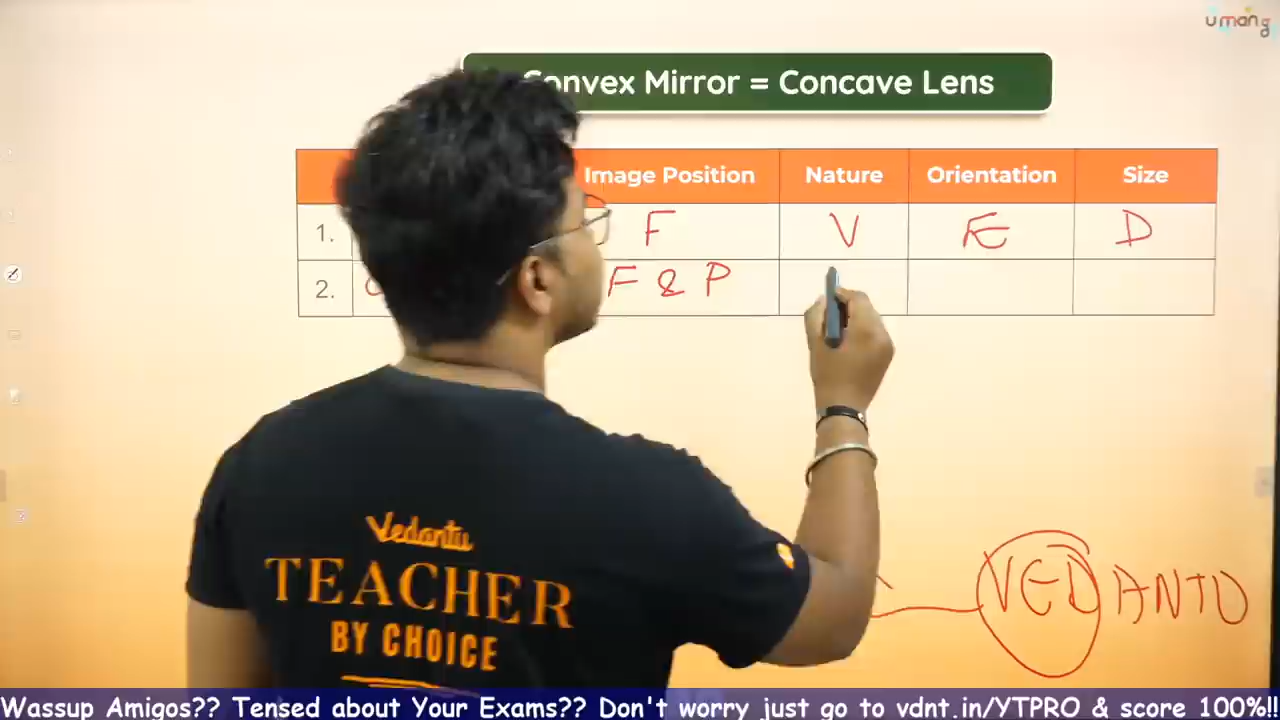 umang
Convex Mirror = Concave Lens
Image Position Nature Orientation Size
1. F V E D
2. F & P
VEDANTU
Vedantu
TEACHER
BY CHOICE
Wassup Amigos?? Tensed about Your Exams?? Don't worry just go to vdnt.in/YTPRO & score 100%!!